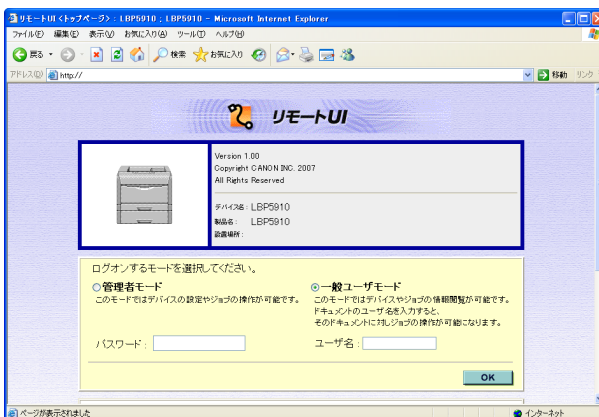 リモートUI <トップページ> : LBP5910 ; LBP5910 - Microsoft Internet Explorer
ファイル(F) 編集(E) 表示(V) お気に入り(A) ツール(T) ヘルプ(H)
戻る 検索 お気に入り
アドレス(D) http:// 移動 リンク
リモートUI
Version 1.00
Copyright CANON INC. 2007
All Rights Reserved
デバイス名 : LBP5910
製品名 : LBP5910
設置場所 :
ログオンするモードを選択してください。
管理者モード
このモードではデバイスの設定やジョブの操作が可能です。
パスワード :
一般ユーザモード
このモードではデバイスやジョブの情報閲覧が可能です。
ドキュメントのユーザ名を入力すると、
そのドキュメントに対しジョブの操作が可能になります。
ユーザ名 :
OK
ページが表示されました インターネット